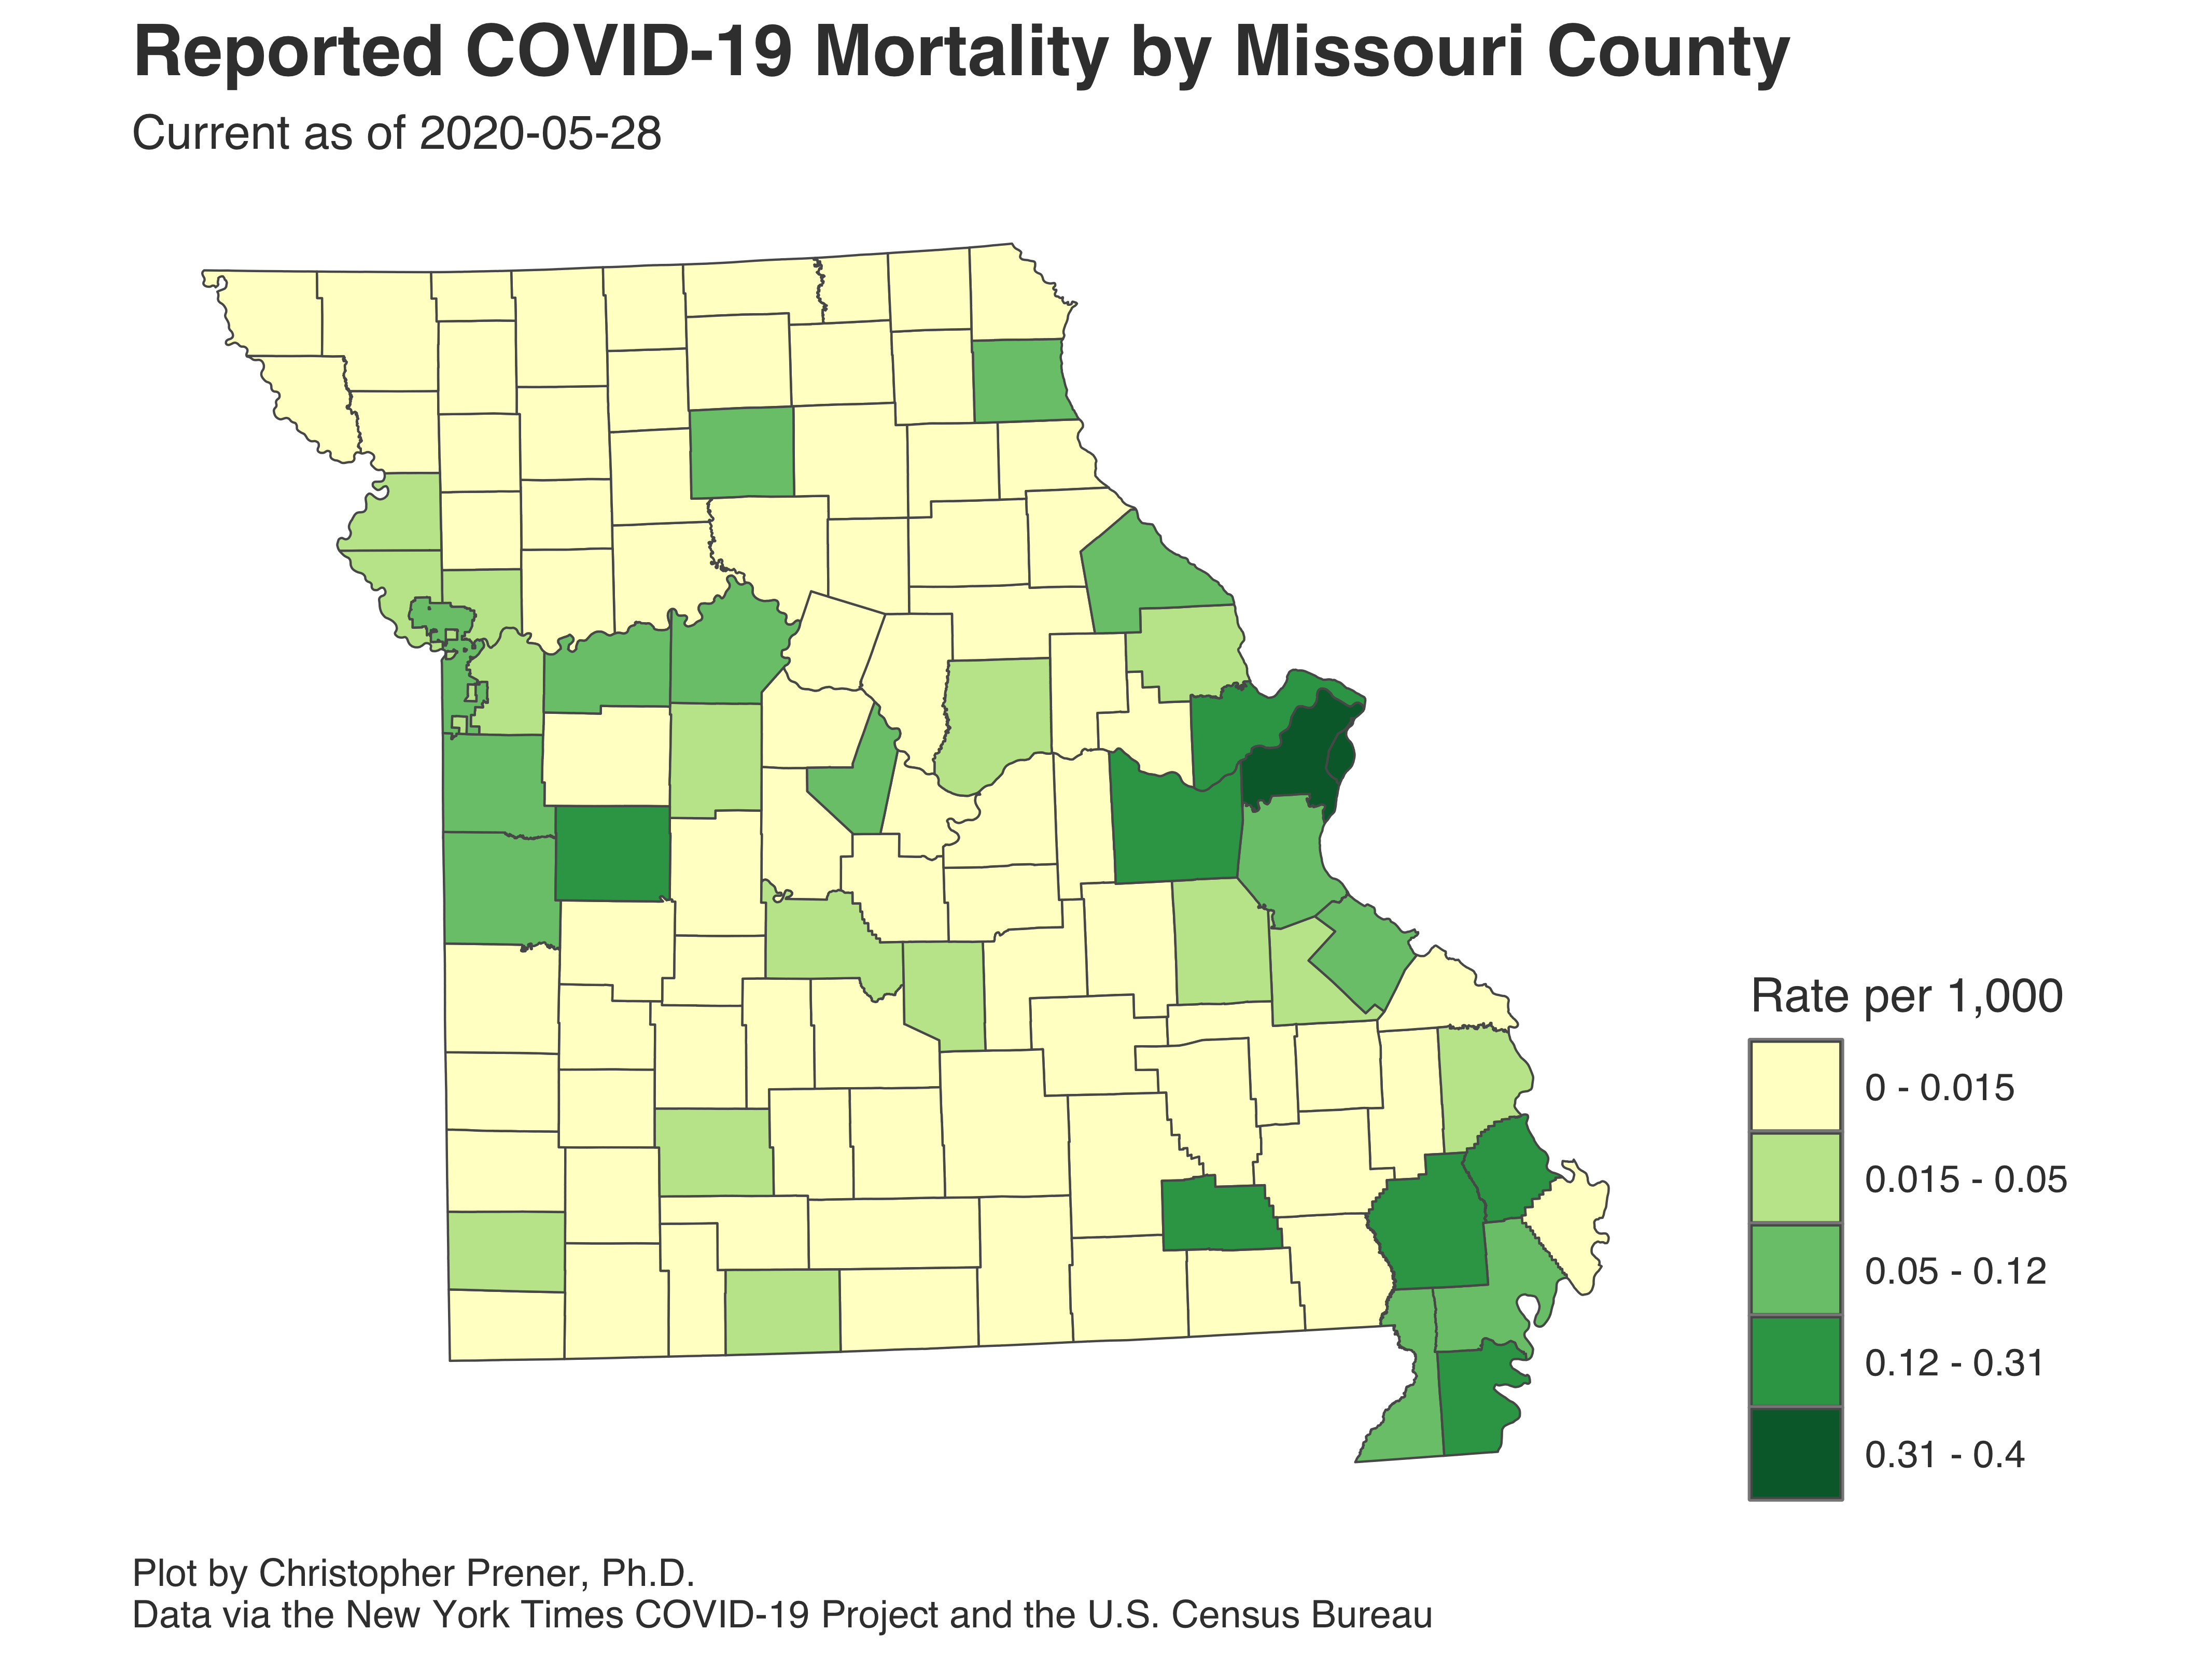 Reported COVID-19 Mortality by Missouri County
Current as of 2020-05-28
Rate per 1,000
0 - 0.015
0.015 - 0.05
0.05 - 0.12
0.12 - 0.31
0.31 - 0.4
Plot by Christopher Prener, Ph.D.
Data via the New York Times COVID-19 Project and the U.S. Census Bureau